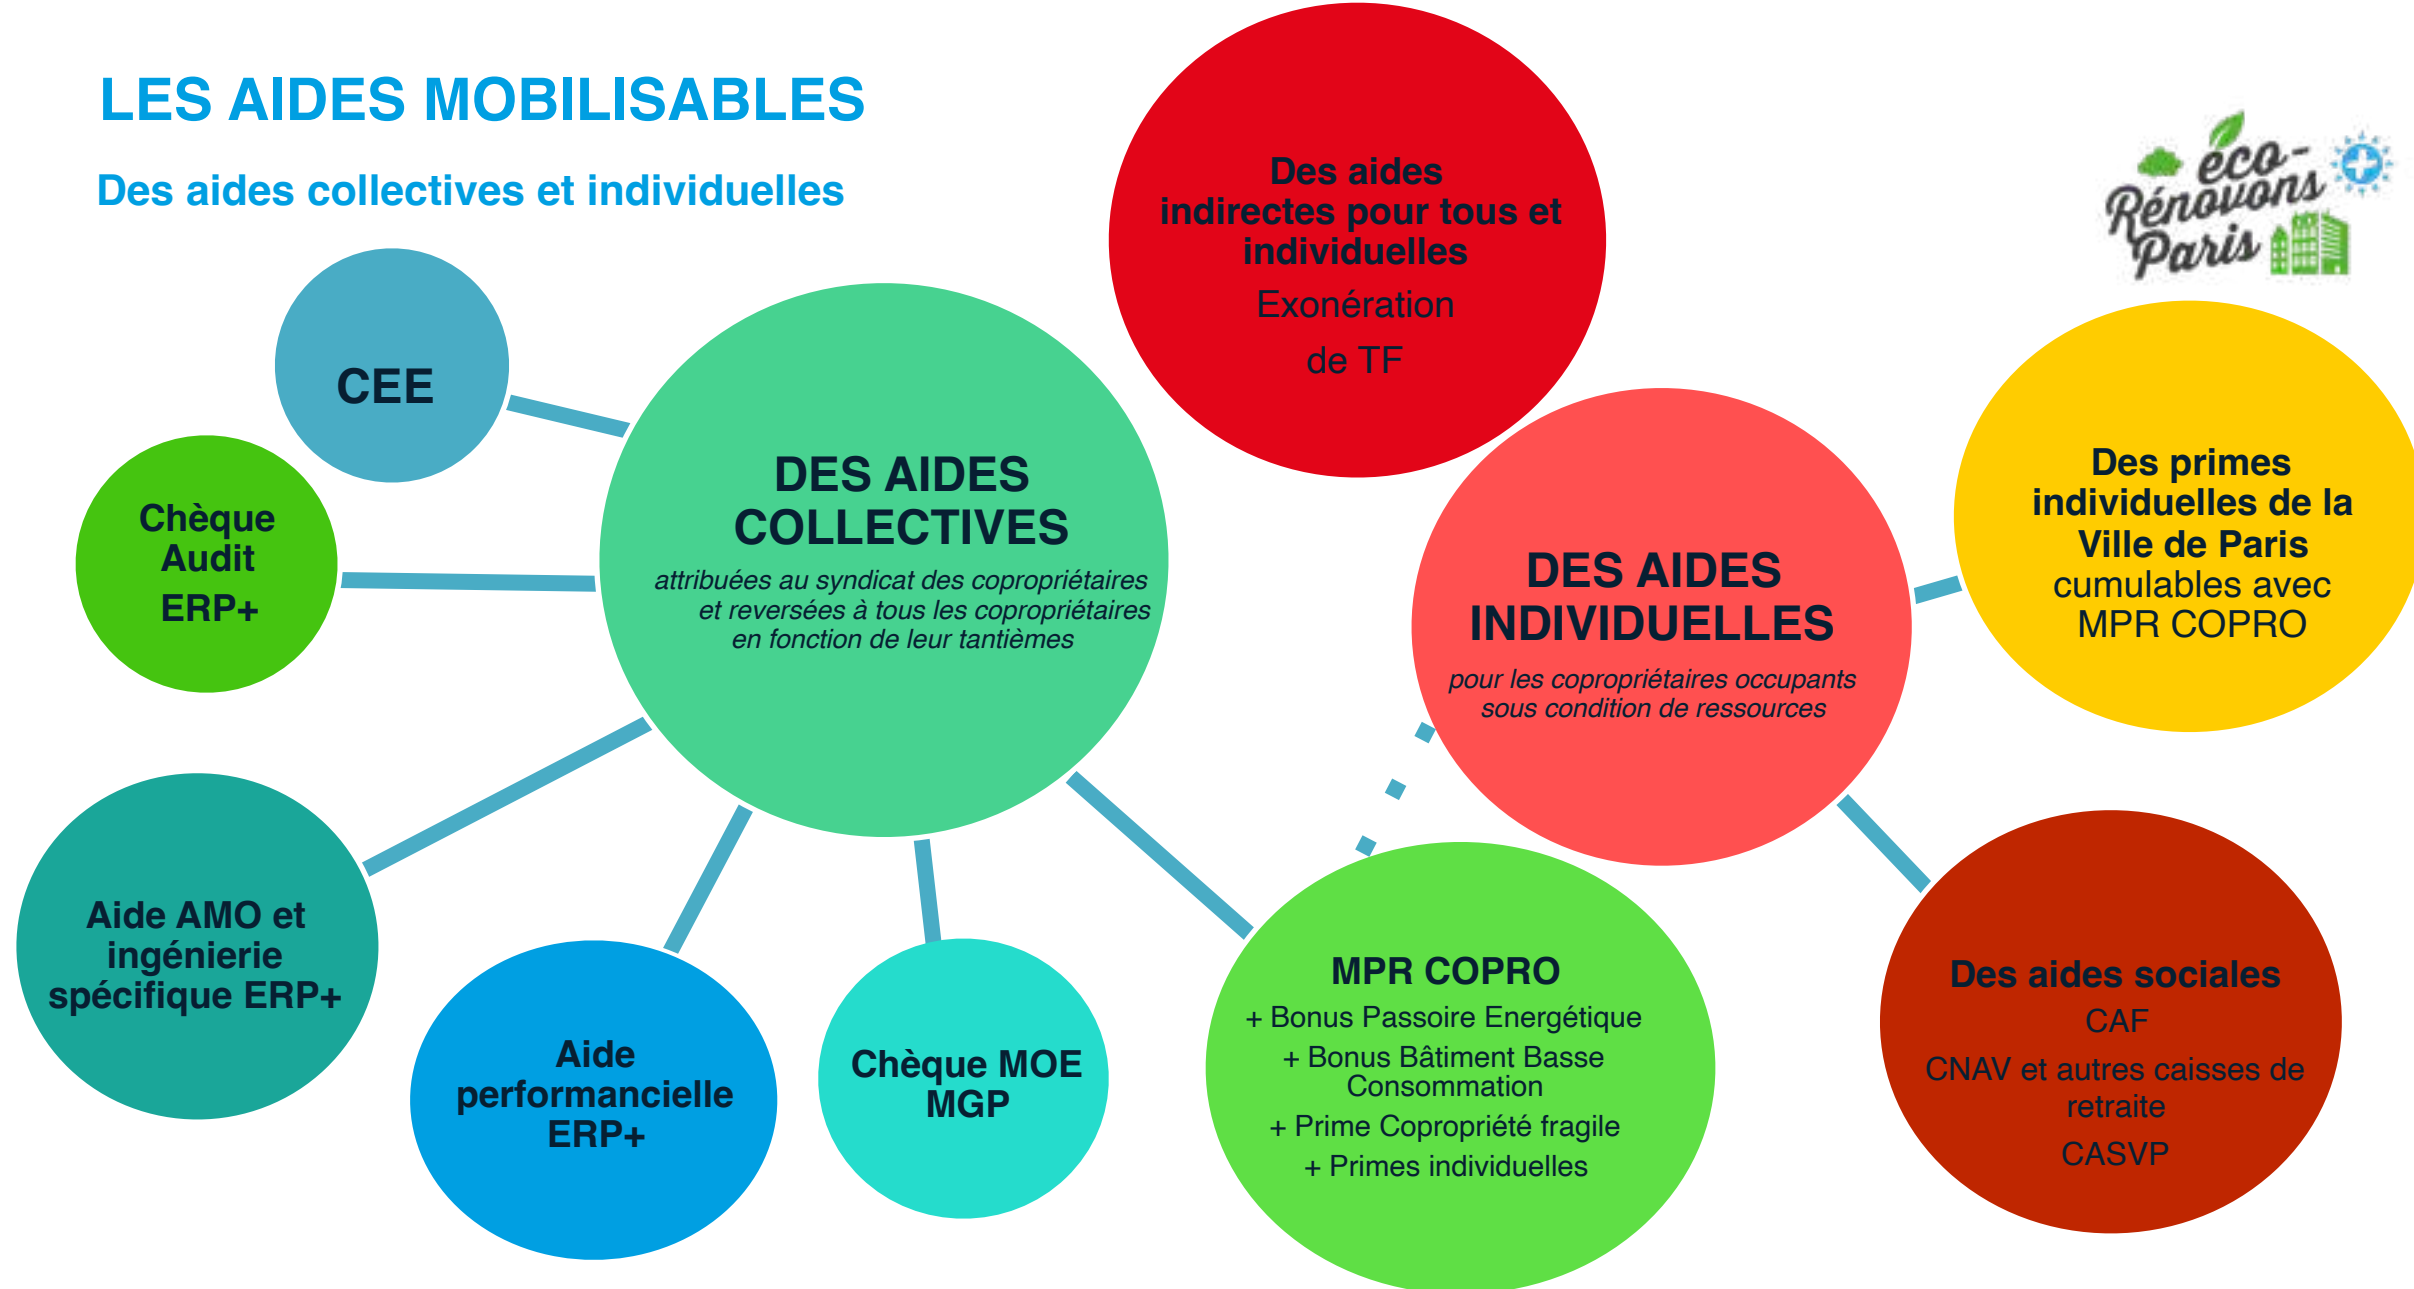 LES AIDES MOBILISABLES
Des aides collectives et individuelles
éco-
Rénovons
Paris
Des aides
indirectes pour tous et
individuelles
Exonération
de TF
CEE
Chèque
Audit
ERP+
DES AIDES
COLLECTIVES
attribuées au syndicat des copropriétaires
et reversées à tous les copropriétaires
en fonction de leur tantièmes
DES AIDES
INDIVIDUELLES
pour les copropriétaires occupants
sous condition de ressources
Des primes
individuelles de la
Ville de Paris
cumulables avec
MPR COPRO
Aide AMO et
ingénierie
spécifique ERP+
Aide
performancielle
ERP+
Chèque MOE
MGP
MPR COPRO
+ Bonus Passoire Energétique
+ Bonus Bâtiment Basse
Consommation
+ Prime Copropriété fragile
+ Primes individuelles
Des aides sociales
CAF
CNAV et autres caisses de
retraite
CASVP